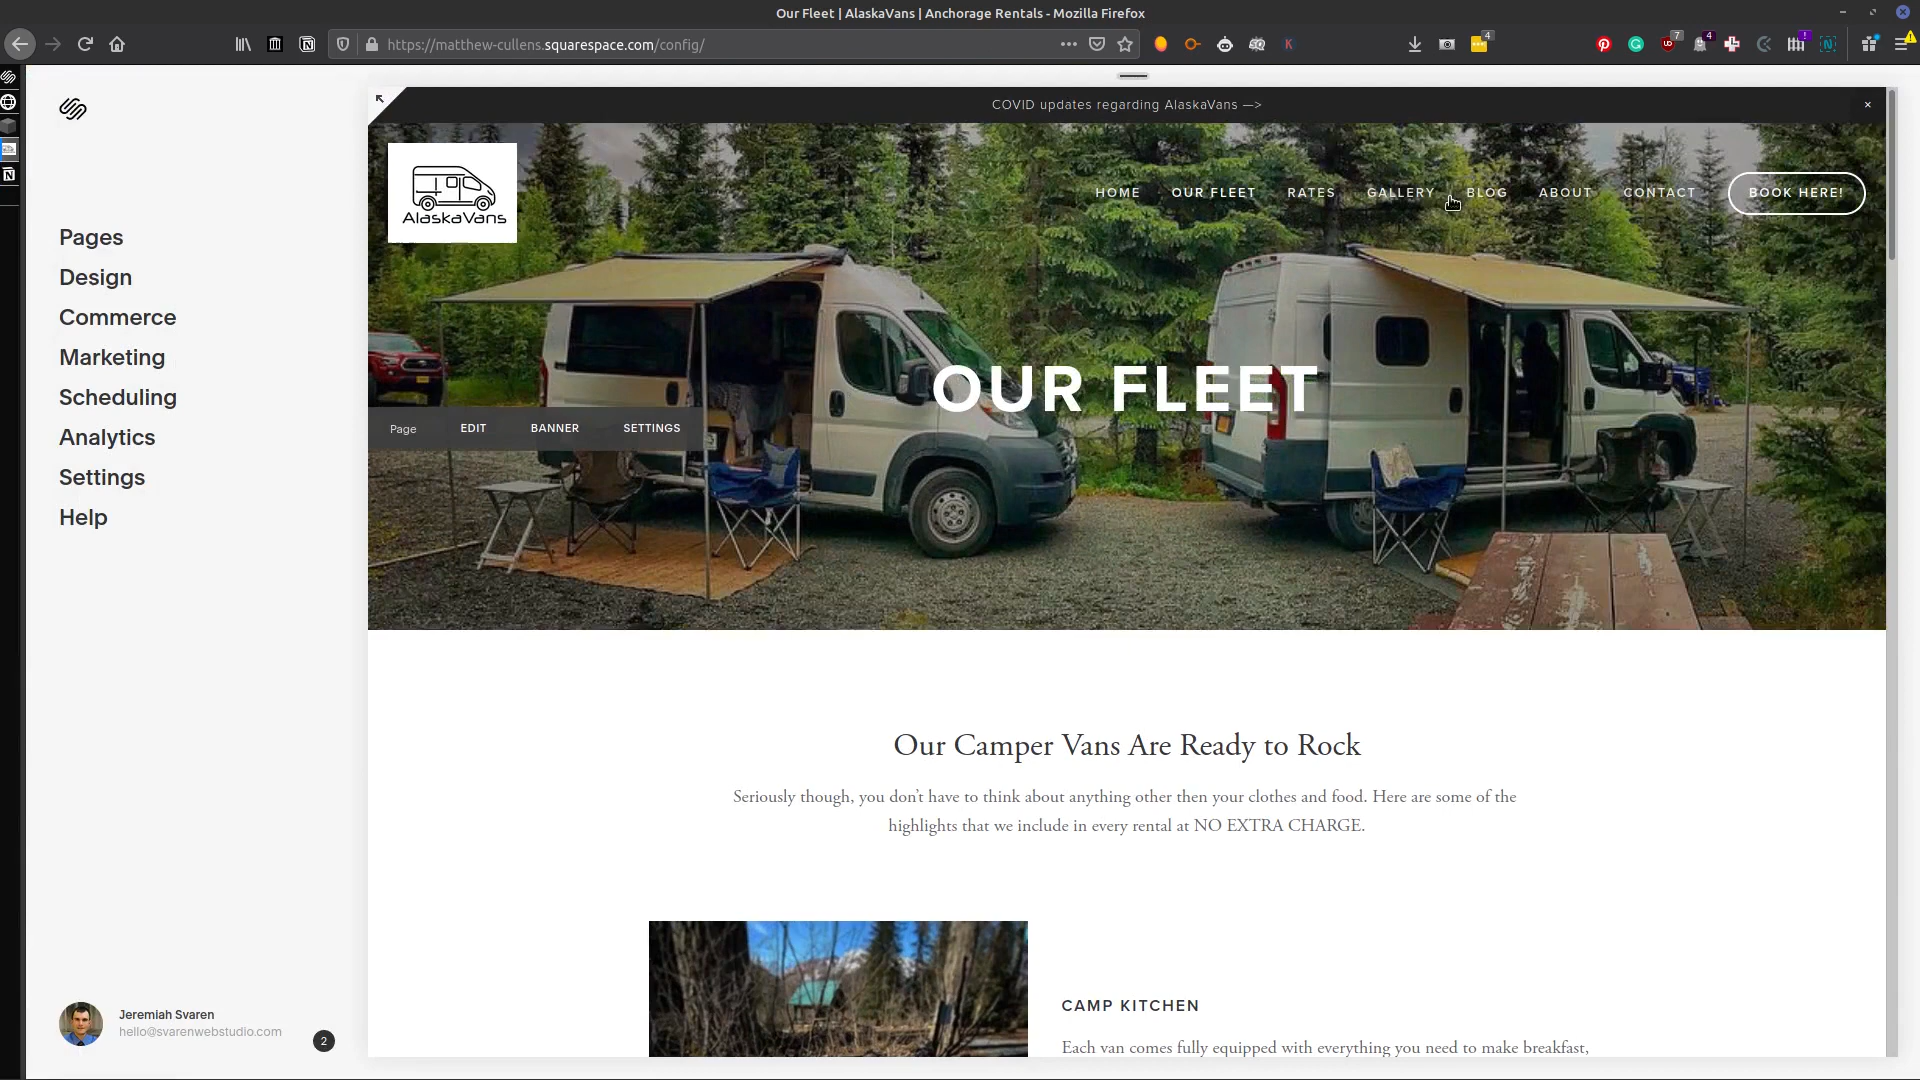 Our Fleet | AlaskaVans | Anchorage Rentals - Mozilla Firefox
https://matthew-cullens.squarespace.com/config/
4
7
4
!
COVID updates regarding AlaskaVans —>
×
AlaskaVans
HOME
OUR FLEET
RATES
GALLERY
BLOG
ABOUT
CONTACT
BOOK HERE!
Pages
Design
Commerce
Marketing
Scheduling
Analytics
Settings
Help
OUR FLEET
Page
EDIT
BANNER
SETTINGS
Our Camper Vans Are Ready to Rock
Seriously though, you don’t have to think about anything other then your clothes and food. Here are some of the
highlights that we include in every rental at NO EXTRA CHARGE.
CAMP KITCHEN
Each van comes fully equipped with everything you need to make breakfast,
Jeremiah Svaren
hello@svarenwebstudio.com
2